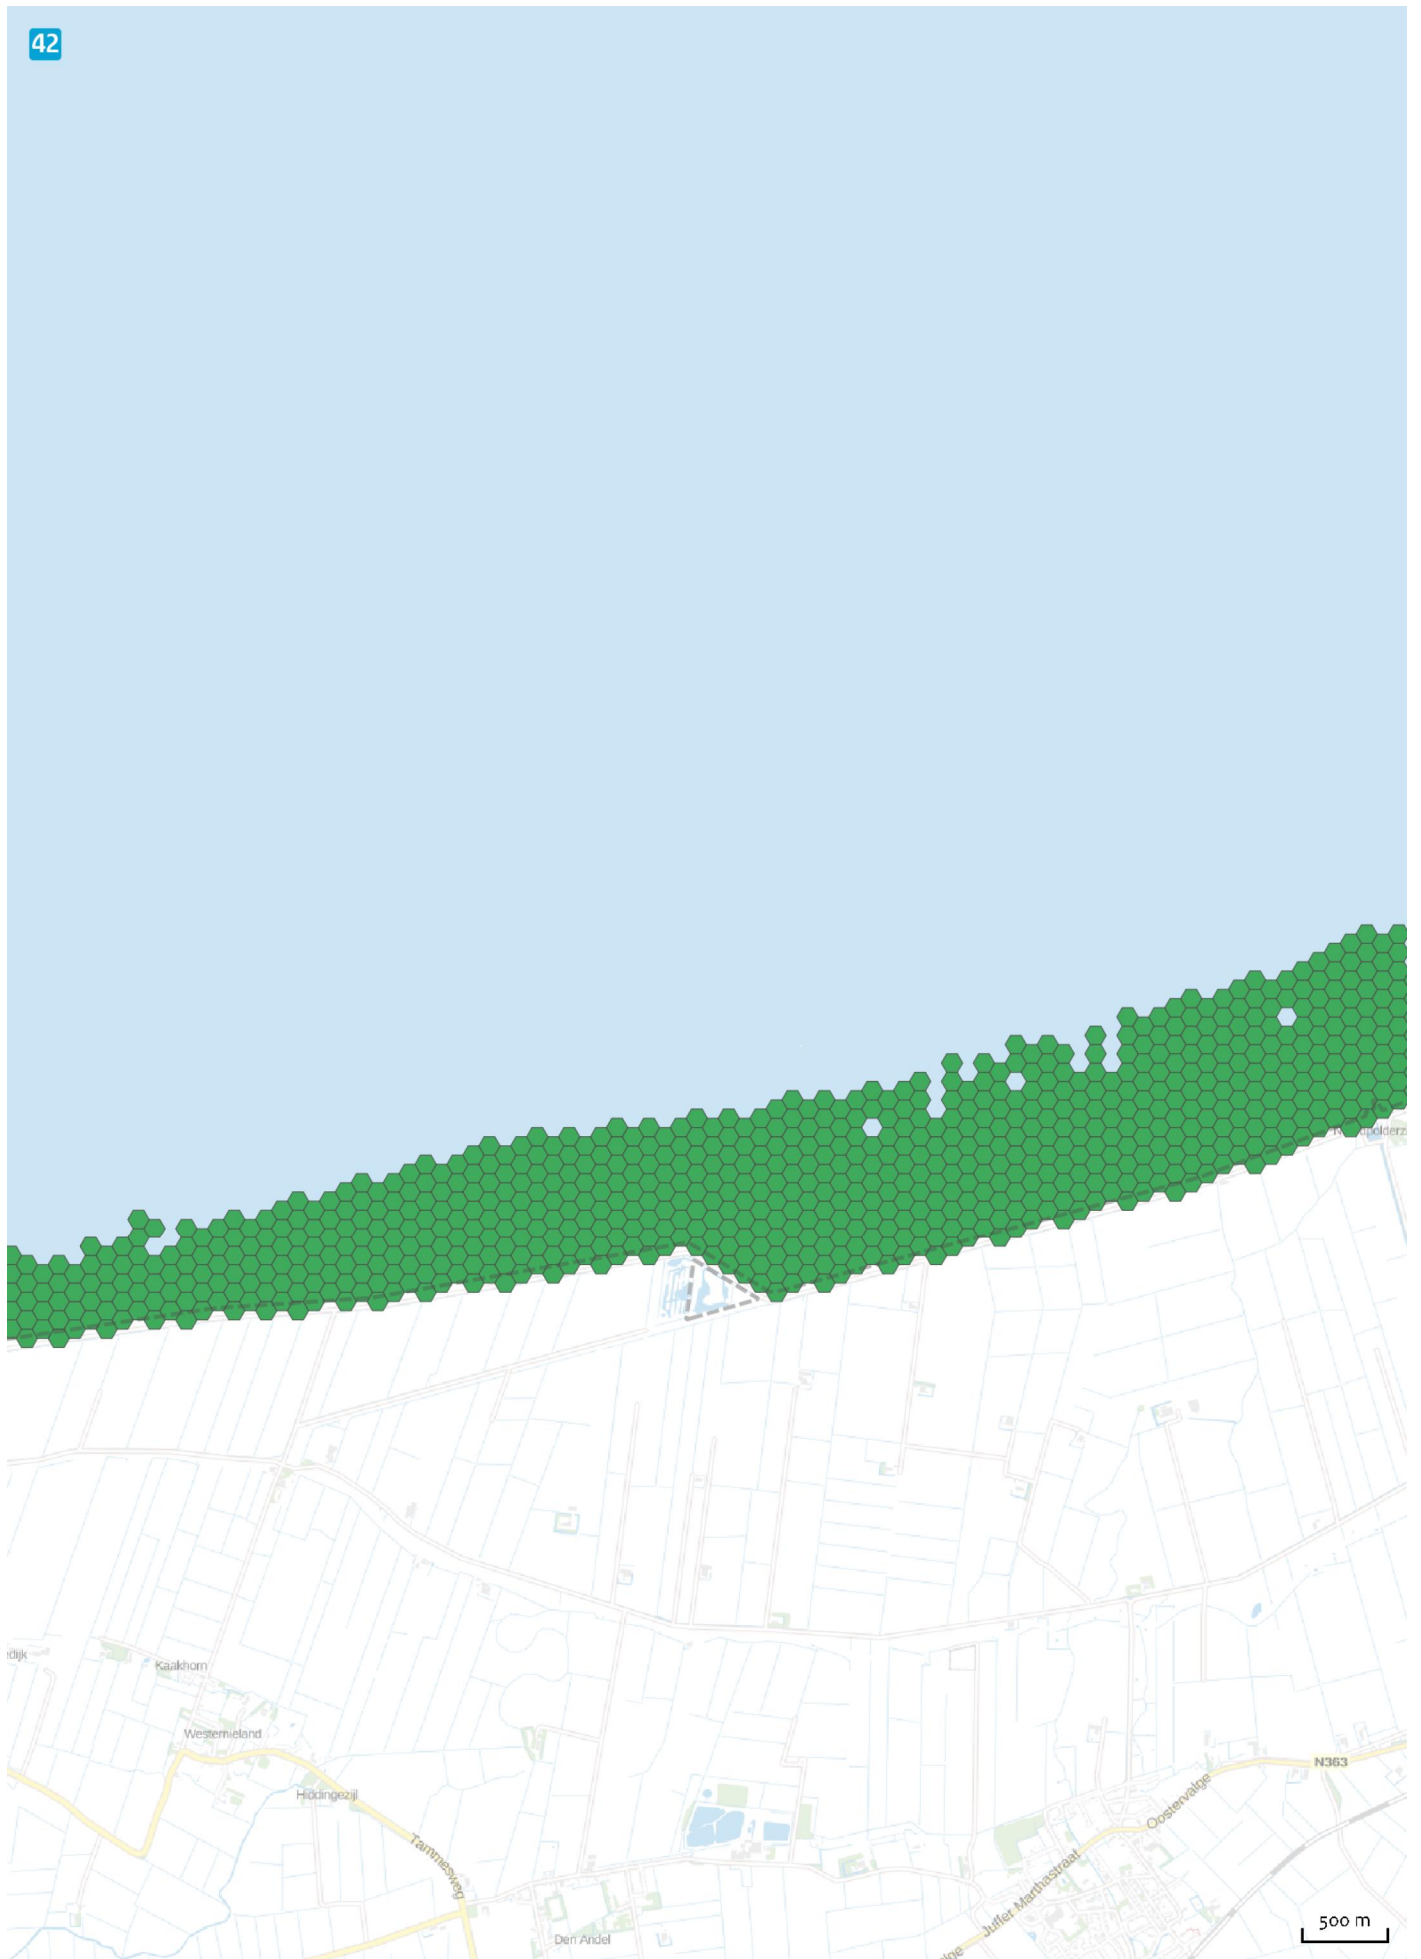 42
Kaakhorn
Westernieland
Hiddingezijl
Tammesweg
Den Andel
Juffer Marthastraat
Oostervalge
N363
500 m